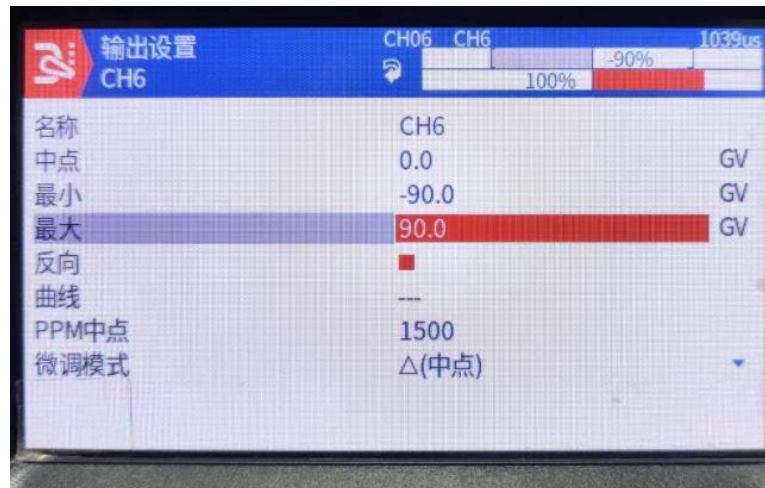 输出设置 CH06 CH6 1039us
CH6 -90%
100%
名称 CH6
中点 0.0 GV
最小 -90.0 GV
最大 90.0 GV
反向
曲线 ---
PPM中点 1500
微调模式 △(中点)